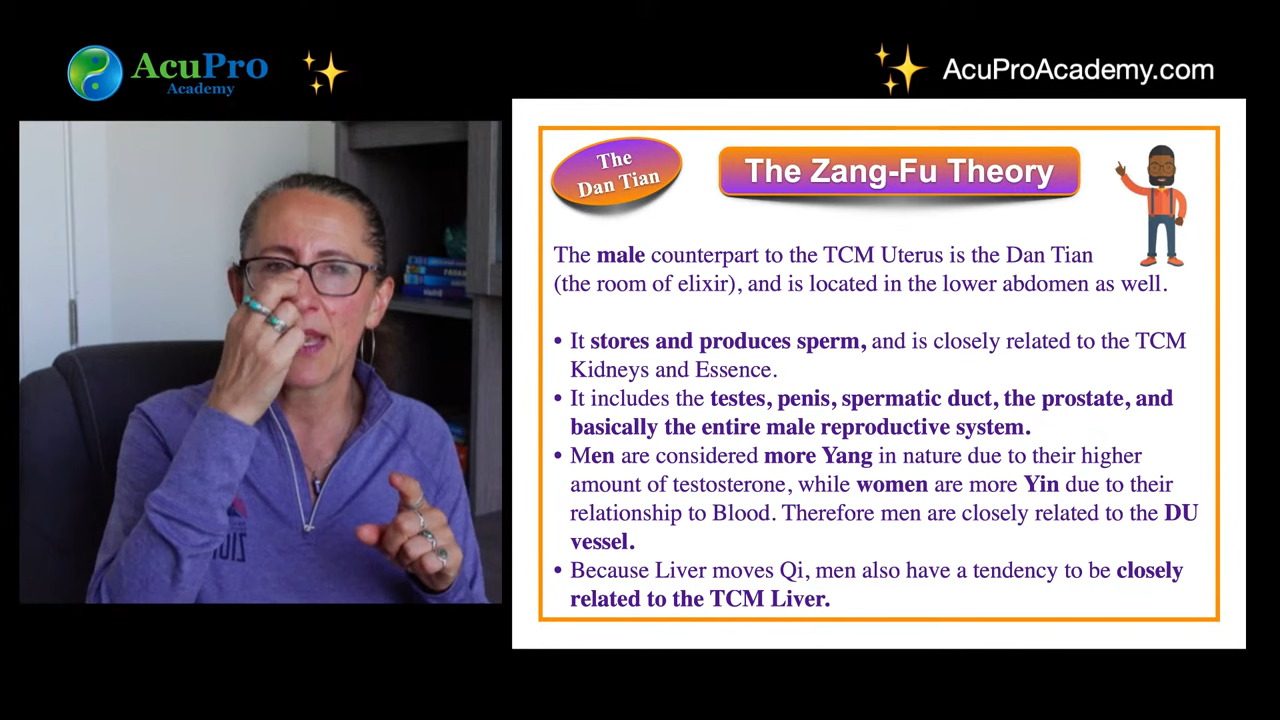 AcuPro
Academy
AcuProAcademy.com
The
Dan Tian
The Zang-Fu Theory
The male counterpart to the TCM Uterus is the Dan Tian
(the room of elixir), and is located in the lower abdomen as well.
• It stores and produces sperm, and is closely related to the TCM
Kidneys and Essence.
• It includes the testes, penis, spermatic duct, the prostate, and
basically the entire male reproductive system.
• Men are considered more Yang in nature due to their higher
amount of testosterone, while women are more Yin due to their
relationship to Blood. Therefore men are closely related to the DU
vessel.
• Because Liver moves Qi, men also have a tendency to be closely
related to the TCM Liver.